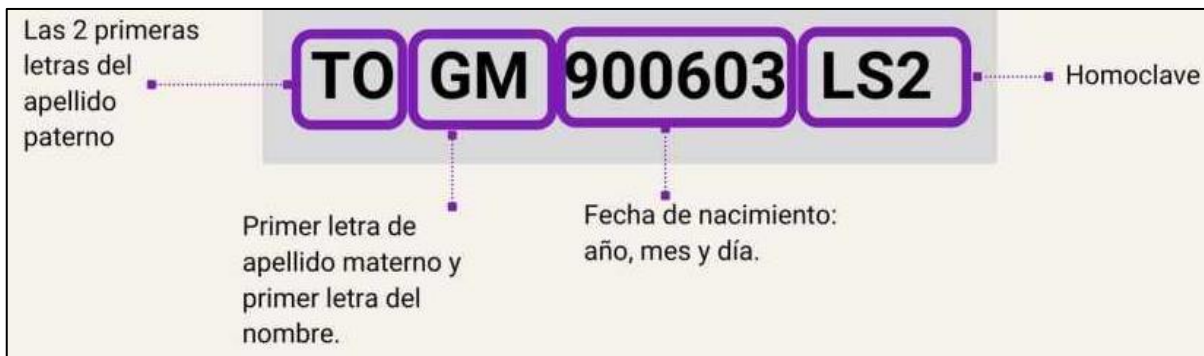 Las 2 primeras
letras del
apellido
paterno
TO GM 900603 LS2
Homoclave
Primer letra de
apellido materno y
primer letra del
nombre.
Fecha de nacimiento:
año, mes y día.